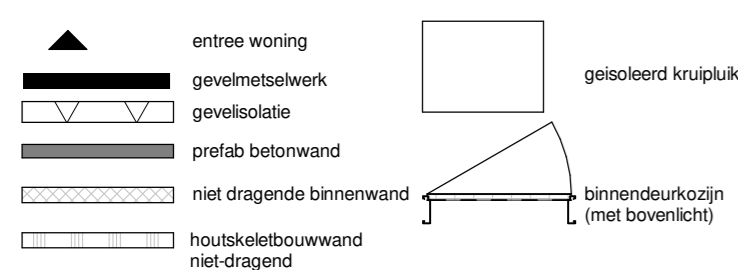 entree woning
gevelmetselwerk
gevelisolatie
prefab betonwand
niet dragende binnenwand
houtskeletbouwwand
niet-dragend
geisoleerd kruipluik
binnendeurkozijn
(met bovenlicht)